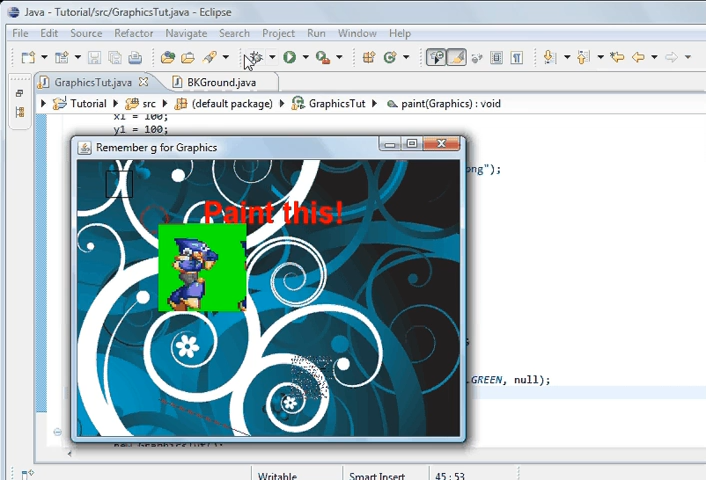 Java - Tutorial/src/GraphicsTut.java - Eclipse
File Edit Source Refactor Navigate Search Project Run Window Help
GraphicsTut.java BKGround.java
Tutorial src (default package) GraphicsTut paint(Graphics) : void
x1 = 100;
y1 = 100;
Remember g for Graphics
ong");
Paint this!
.GREEN, null);
new GraphicsTut();
Writable Smart Insert 45 : 53